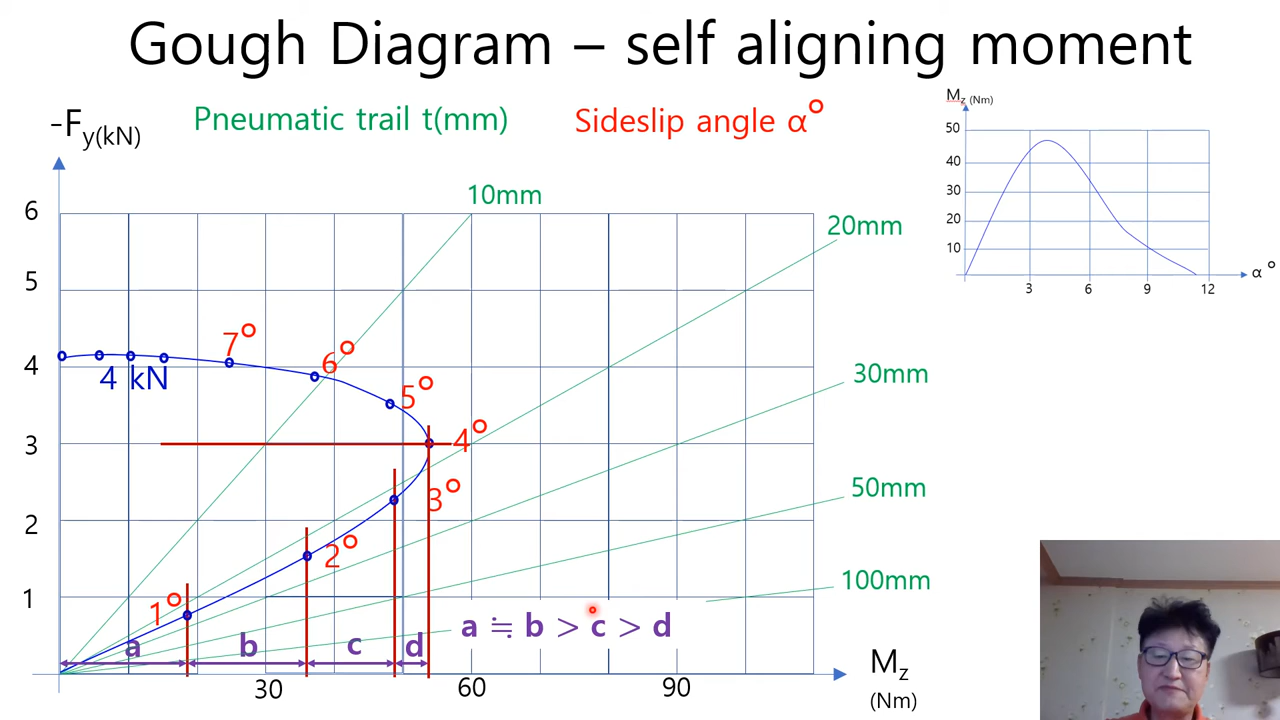 Gough Diagram – self aligning moment
-Fy(kN)
Pneumatic trail t(mm)
Sideslip angle α°
Mz (Nm)
50
40
30
20
10
3
6
9
12
α °
10mm
20mm
30mm
50mm
100mm
6
5
4
3
2
1
7°
6°
5°
4°
3°
2°
1°
4 kN
a
b
c
d
a ≒ b > c > d
30
60
90
Mz
(Nm)